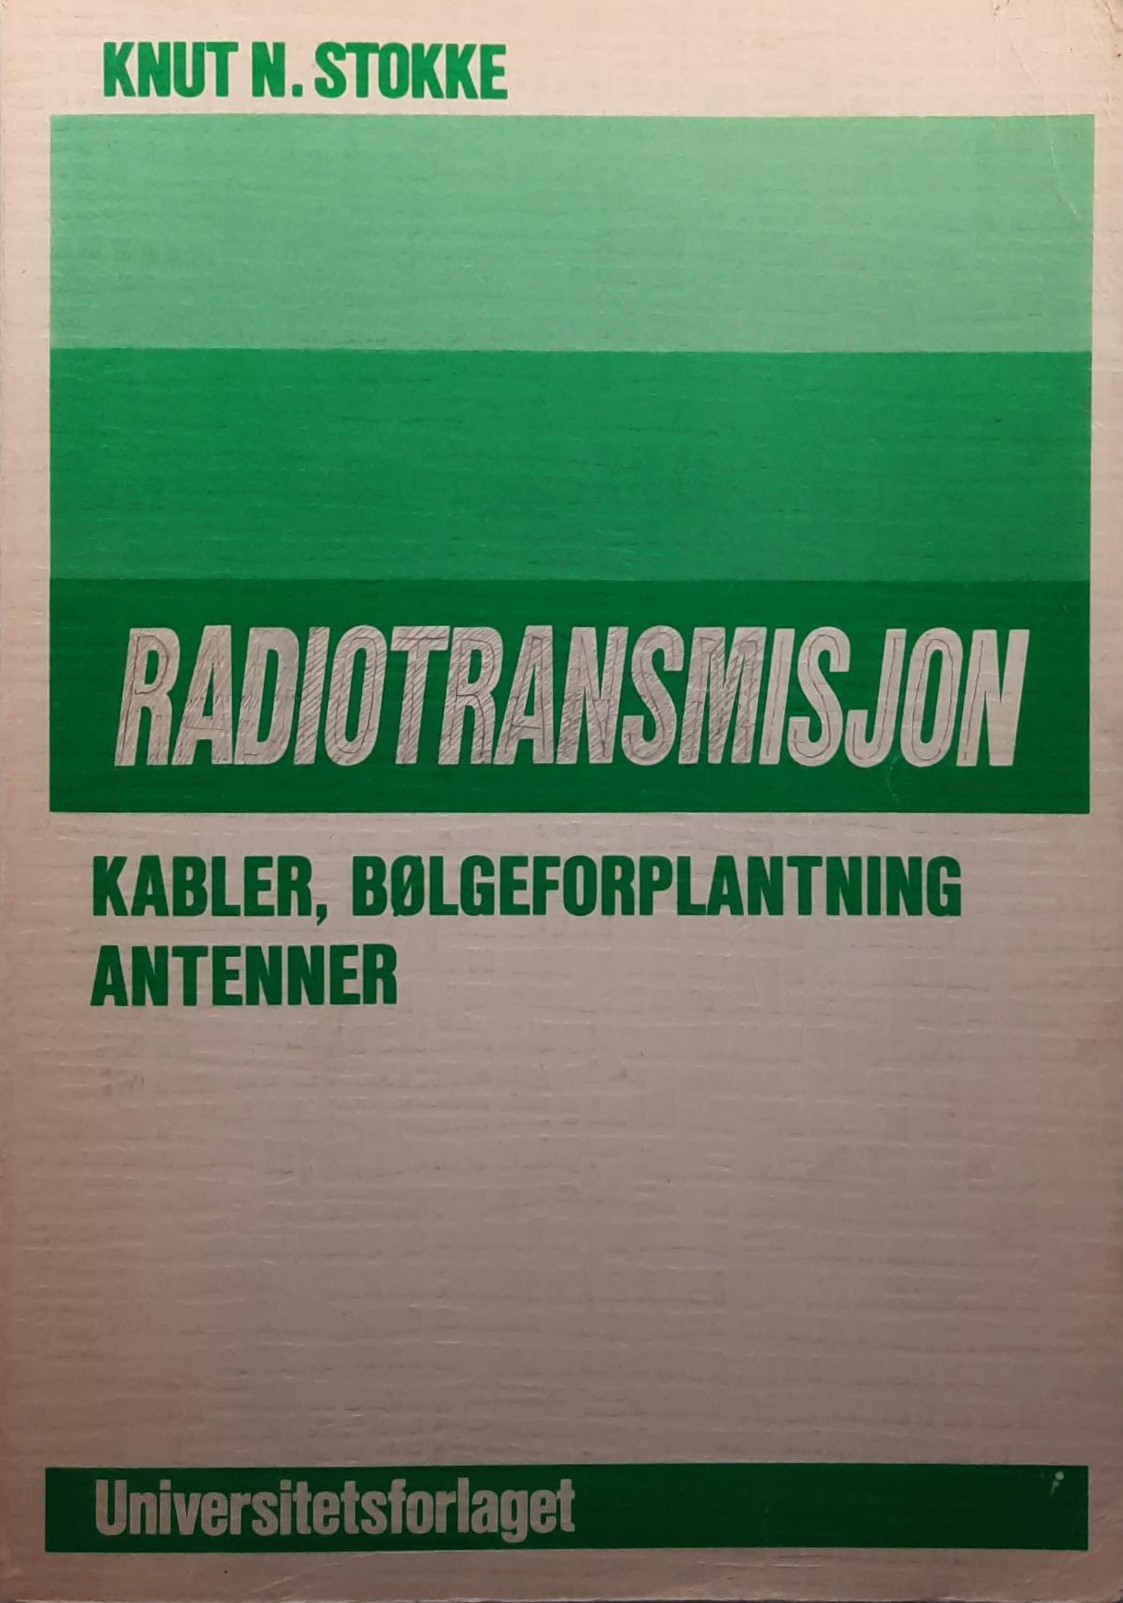 KNUT N. STOKKE
RADIOTRANSMISJON
KABLER, BØLGEFORPLANTNING
ANTENNER
Universitetsforlaget